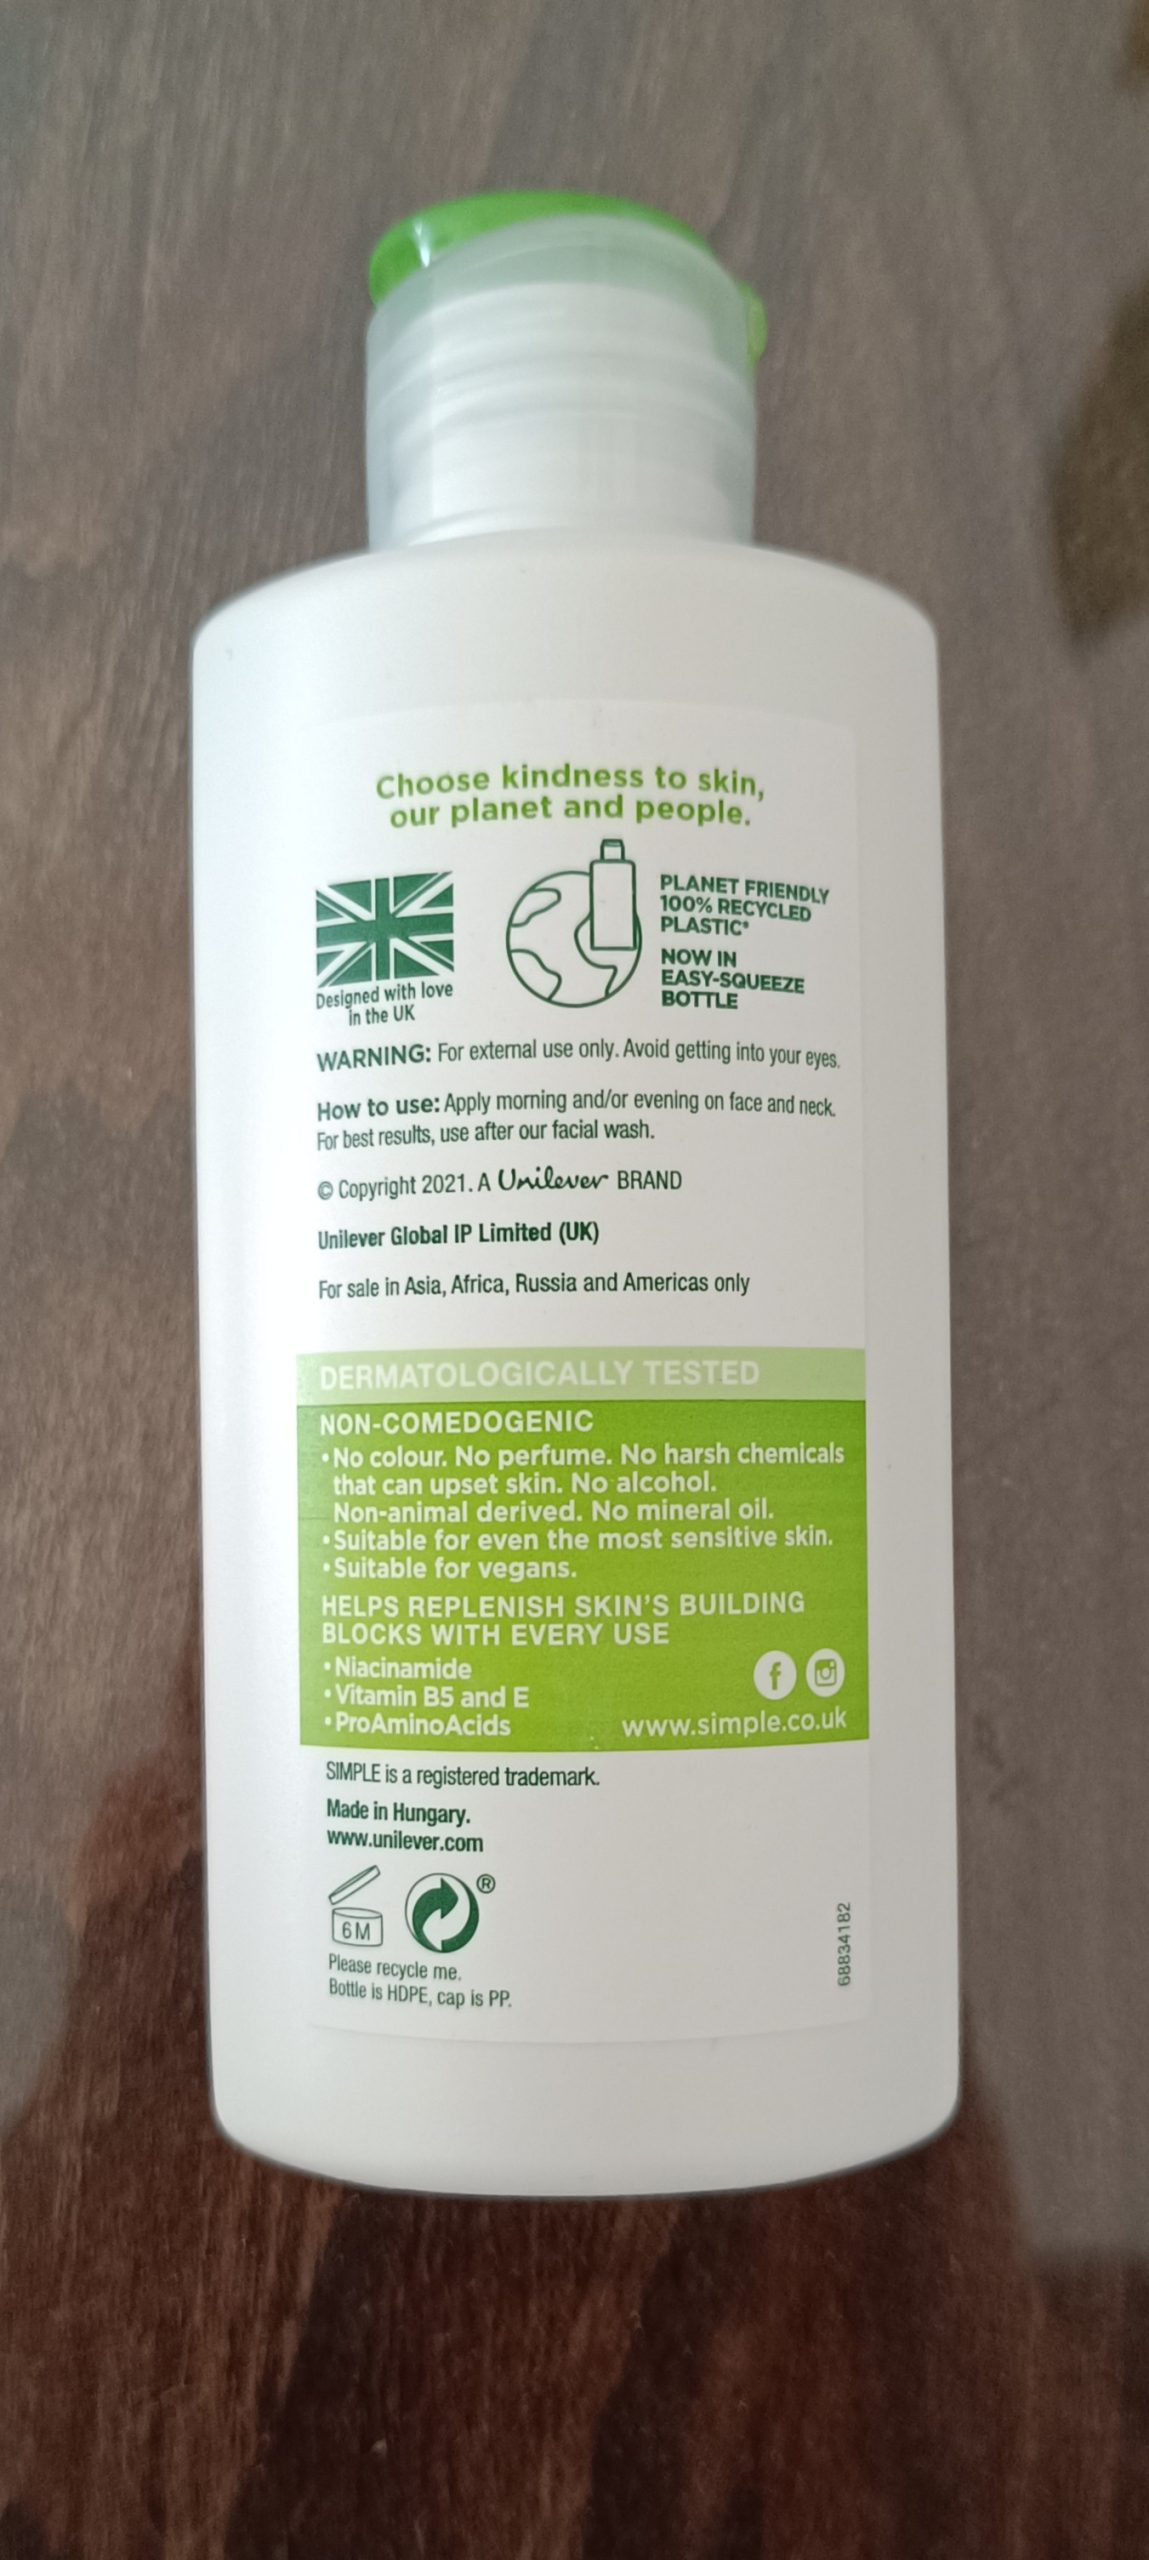 Choose kindness to skin,
our planet and people.
Designed with love
in the UK
PLANET FRIENDLY
100% RECYCLED
PLASTIC*
NOW IN
EASY-SQUEEZE
BOTTLE
WARNING: For external use only. Avoid getting into your eyes.
How to use: Apply morning and/or evening on face and neck.
For best results, use after our facial wash.
© Copyright 2021. A Unilever BRAND
Unilever Global IP Limited (UK)
For sale in Asia, Africa, Russia and Americas only
DERMATOLOGICALLY TESTED
NON-COMEDOGENIC
• No colour. No perfume. No harsh chemicals
that can upset skin. No alcohol.
Non-animal derived. No mineral oil.
• Suitable for even the most sensitive skin.
• Suitable for vegans.
HELPS REPLENISH SKIN'S BUILDING
BLOCKS WITH EVERY USE
• Niacinamide
• Vitamin B5 and E
• ProAminoAcids
f
www.simple.co.uk
SIMPLE is a registered trademark.
Made in Hungary.
www.unilever.com
6M
®
Please recycle me.
Bottle is HDPE, cap is PP.
68834182